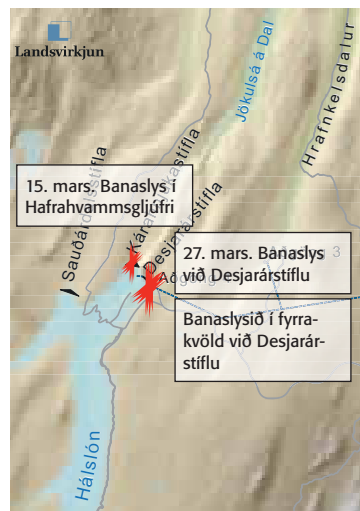 Landsvirkjun
Jökulsá á Dal
Hrafnkelsdalur
15. mars. Banaslys í
Hafrahvammsgljúfri
Desjarárstífla
27. mars. Banaslys
við Desjarárstíflu
3
Banaslysið í fyrra-
kvöld við Desjarár-
stíflu
Hálslón